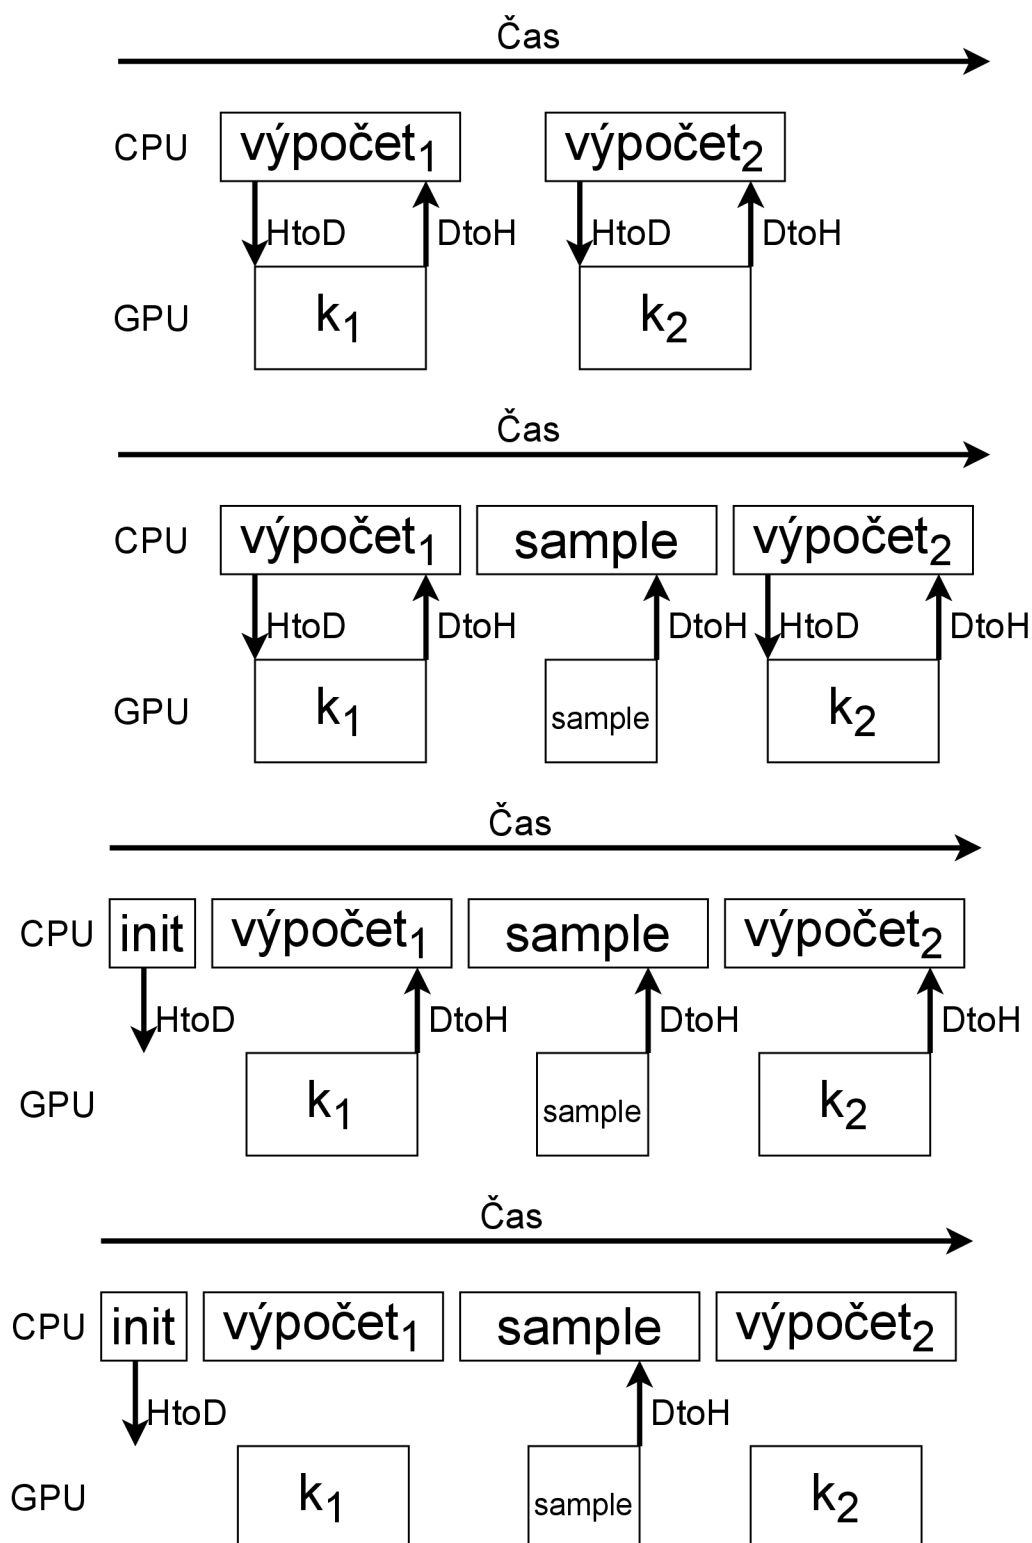 Čas
CPU výpočet₁ výpočet₂
HtoD DtoH HtoD DtoH
GPU k₁ k₂
Čas
CPU výpočet₁ sample výpočet₂
HtoD DtoH DtoH HtoD DtoH
GPU k₁ sample k₂
Čas
CPU init výpočet₁ sample výpočet₂
HtoD DtoH DtoH DtoH
GPU k₁ sample k₂
Čas
CPU init výpočet₁ sample výpočet₂
HtoD DtoH
GPU k₁ sample k₂